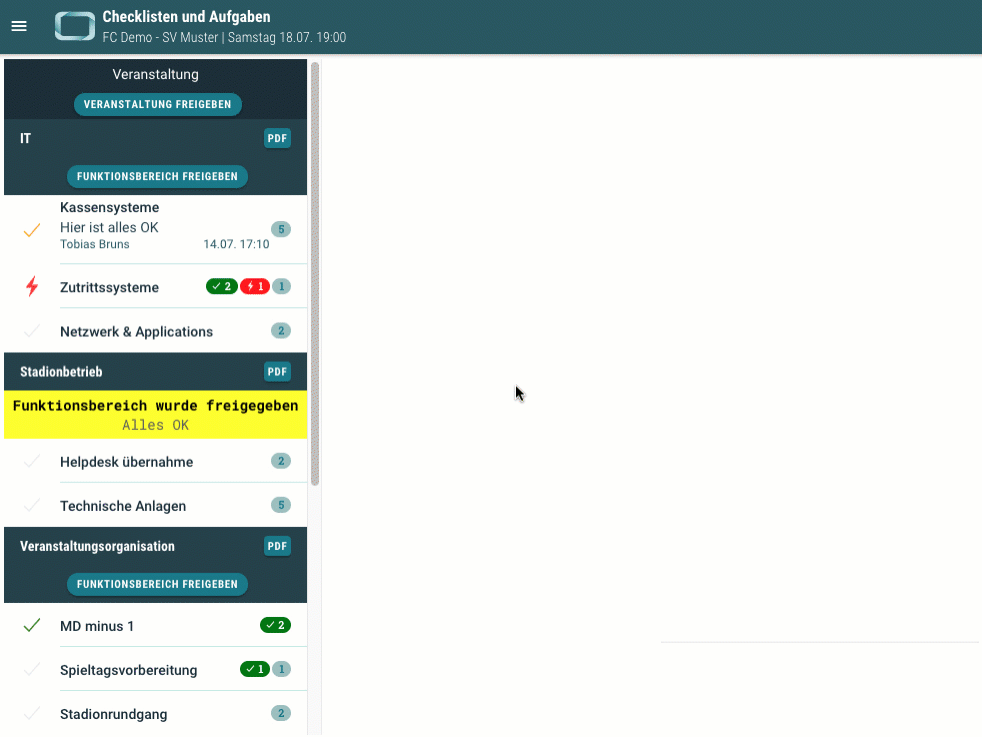 Checklisten und Aufgaben
FC Demo - SV Muster | Samstag 18.07. 19:00
Veranstaltung
VERANSTALTUNG FREIGEBEN
IT PDF
FUNKTIONSBEREICH FREIGEBEN
Kassensysteme
Hier ist alles OK 5
Tobias Bruns 14.07. 17:10
Zutrittssysteme 2 1 1
Netzwerk & Applications 2
Stadionbetrieb PDF
Funktionsbereich wurde freigegeben
Alles OK
Helpdesk übernahme 2
Technische Anlagen 5
Veranstaltungsorganisation PDF
FUNKTIONSBEREICH FREIGEBEN
MD minus 1 2
Spieltagsvorbereitung 1 1
Stadionrundgang 2